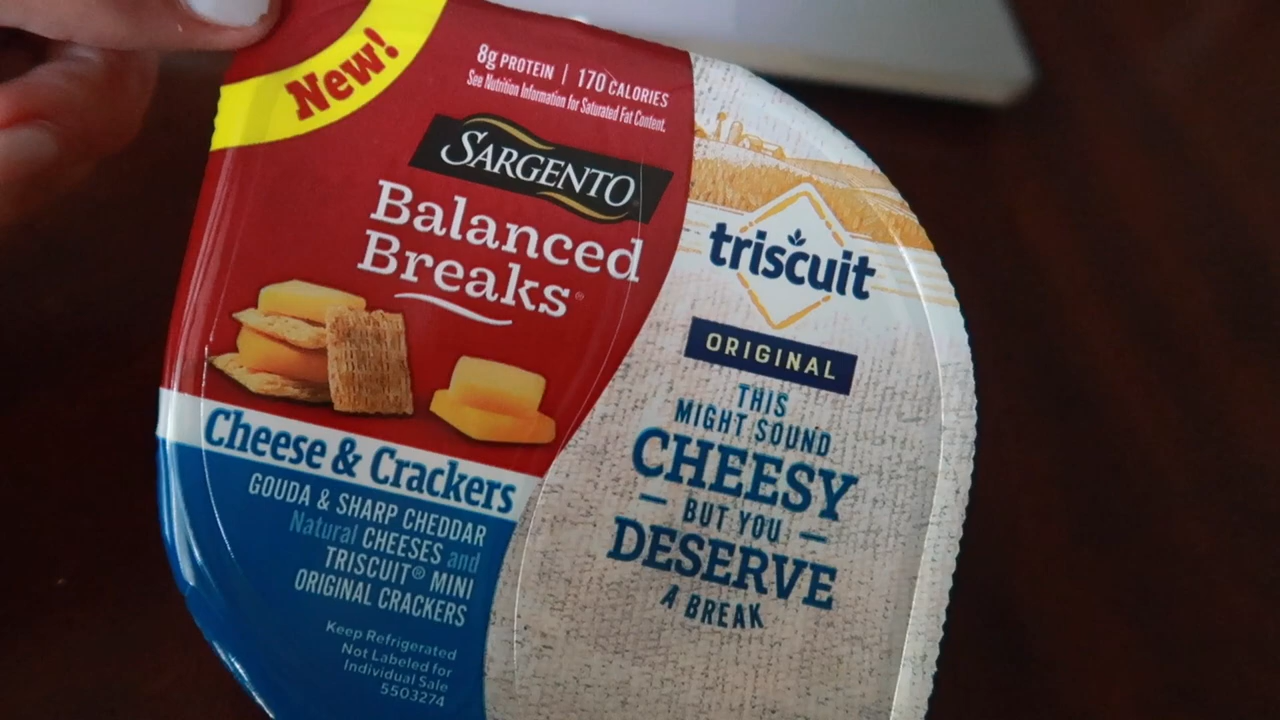 New!
8g PROTEIN | 170 CALORIES
See Nutrition Information for Saturated Fat Content.
SARGENTO
Balanced
Breaks®
Cheese & Crackers
GOUDA & SHARP CHEDDAR
Natural CHEESES and
TRISCUIT® MINI
ORIGINAL CRACKERS
Keep Refrigerated
Not Labeled for
Individual Sale
5503274
triscuit
ORIGINAL
THIS
MIGHT SOUND
CHEESY
— BUT YOU —
DESERVE
A BREAK